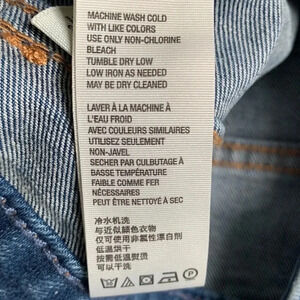 MACHINE WASH COLD
WITH LIKE COLORS
USE ONLY NON-CHLORINE
BLEACH
TUMBLE DRY LOW
LOW IRON AS NEEDED
MAY BE DRY CLEANED
LAVER À LA MACHINE À
L'EAU FROID
AVEC COULEURS SIMILAIRES
UTILISEZ SEULEMENT
NON-JAVEL
SECHER PAR CULBUTAGE À
BASSE TEMPÉRATURE
FAIBLE COMME FER
NÉCESSAIRES
PEUT ÊTRE NETTOYÉ À SEC
冷水机洗
与近似颜色衣物
仅可使用非氯性漂白剂
低温烘干
按需低温熨烫
可以干洗